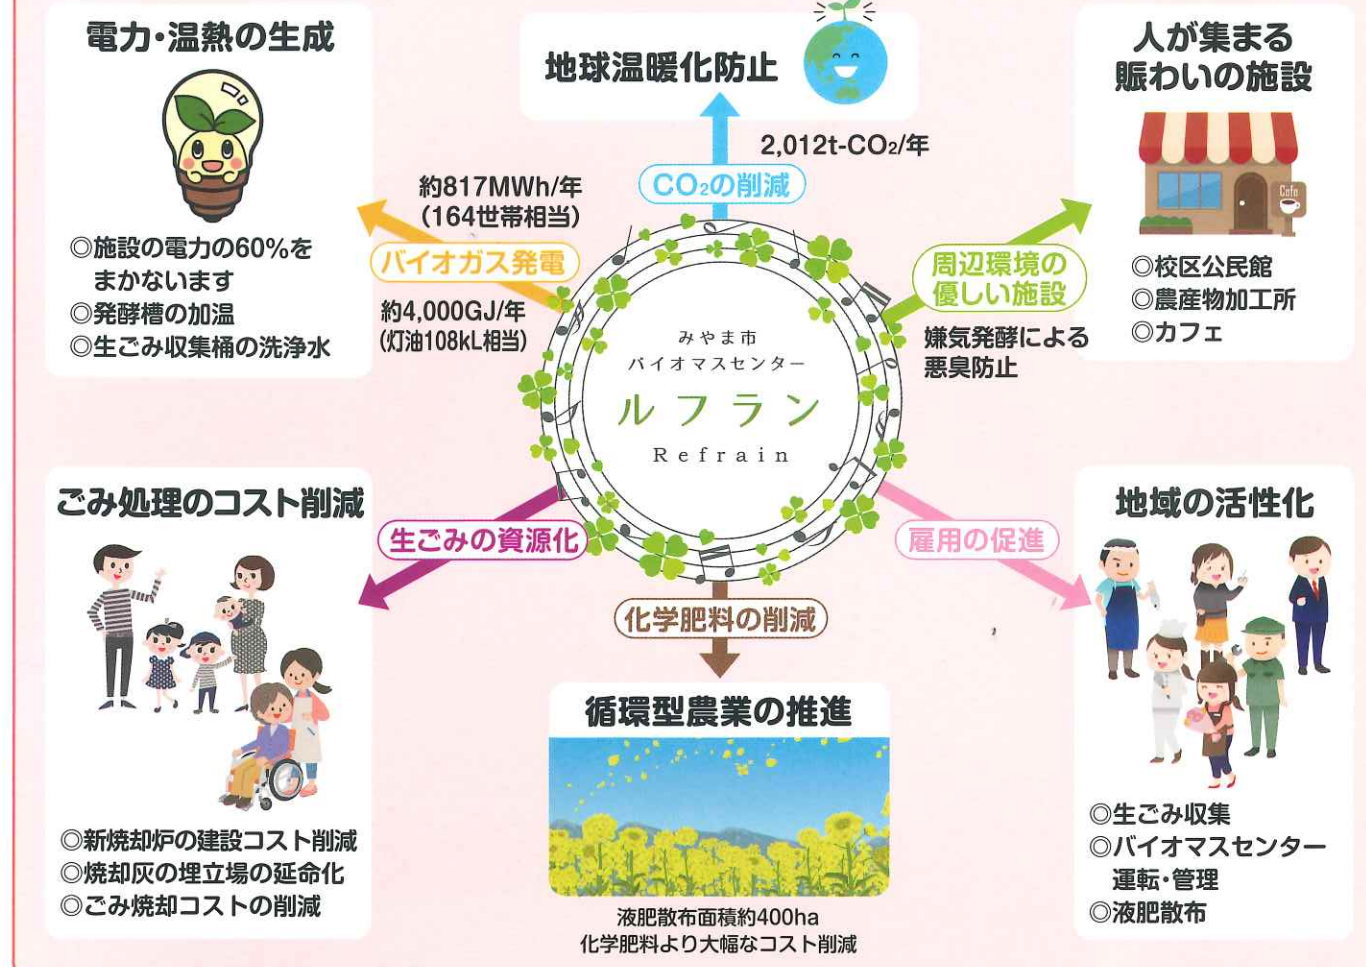 電力・温熱の生成
◎施設の電力の60%を
まかないます
◎発酵槽の加温
◎生ごみ収集桶の洗浄水
約817MWh/年
(164世帯相当)
バイオガス発電
約4,000GJ/年
(灯油108kL相当)
地球温暖化防止
2,012t-CO₂/年
CO₂の削減
人が集まる
賑わいの施設
Cafe
◎校区公民館
◎農産物加工所
◎カフェ
周辺環境の
優しい施設
嫌気発酵による
悪臭防止
みやま市
バイオマスセンター
ルフラン
Refrain
ごみ処理のコスト削減
生ごみの資源化
◎新焼却炉の建設コスト削減
◎焼却灰の埋立場の延命化
◎ごみ焼却コストの削減
化学肥料の削減
循環型農業の推進
液肥散布面積約400ha
化学肥料より大幅なコスト削減
雇用の促進
地域の活性化
◎生ごみ収集
◎バイオマスセンター
運転・管理
◎液肥散布